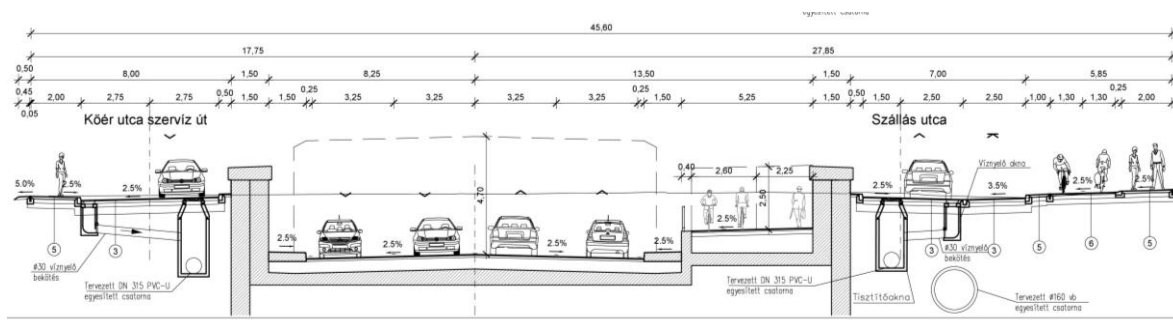 egyesített csatorna
45,60
17,75 27,85
0,50 8,00 1,50 8,25 13,50 1,50 7,00 5,85
0,45 2,00 2,75 2,75 0,50 1,50 1,50 0,25 3,25 3,25 3,25 3,25 0,25 1,50 5,25 1,50 0,50 1,50 2,50 2,50 1,00 1,30 1,30 0,25 2,00
0,05
Kőér utca szervíz út Szállás utca
Víznyelő akna
0,40 2,60 2,25
4,70 2,50
5.0% 2.5% 2.5% 2.5% 3.5% 2.5% 2.5%
2.5%
2.5% 2.5% 2.5% 2.5%
5 3 3 3 5 6 5
ø30 víznyelő
bekötés
ø30 víznyelő
bekötés
Tervezett DN 315 PVC-U
egyesített csatorna
Tervezett DN 315 PVC-U
egyesített csatorna
Tisztítóakna
Tervezett ø160 vb
egyesített csatorna